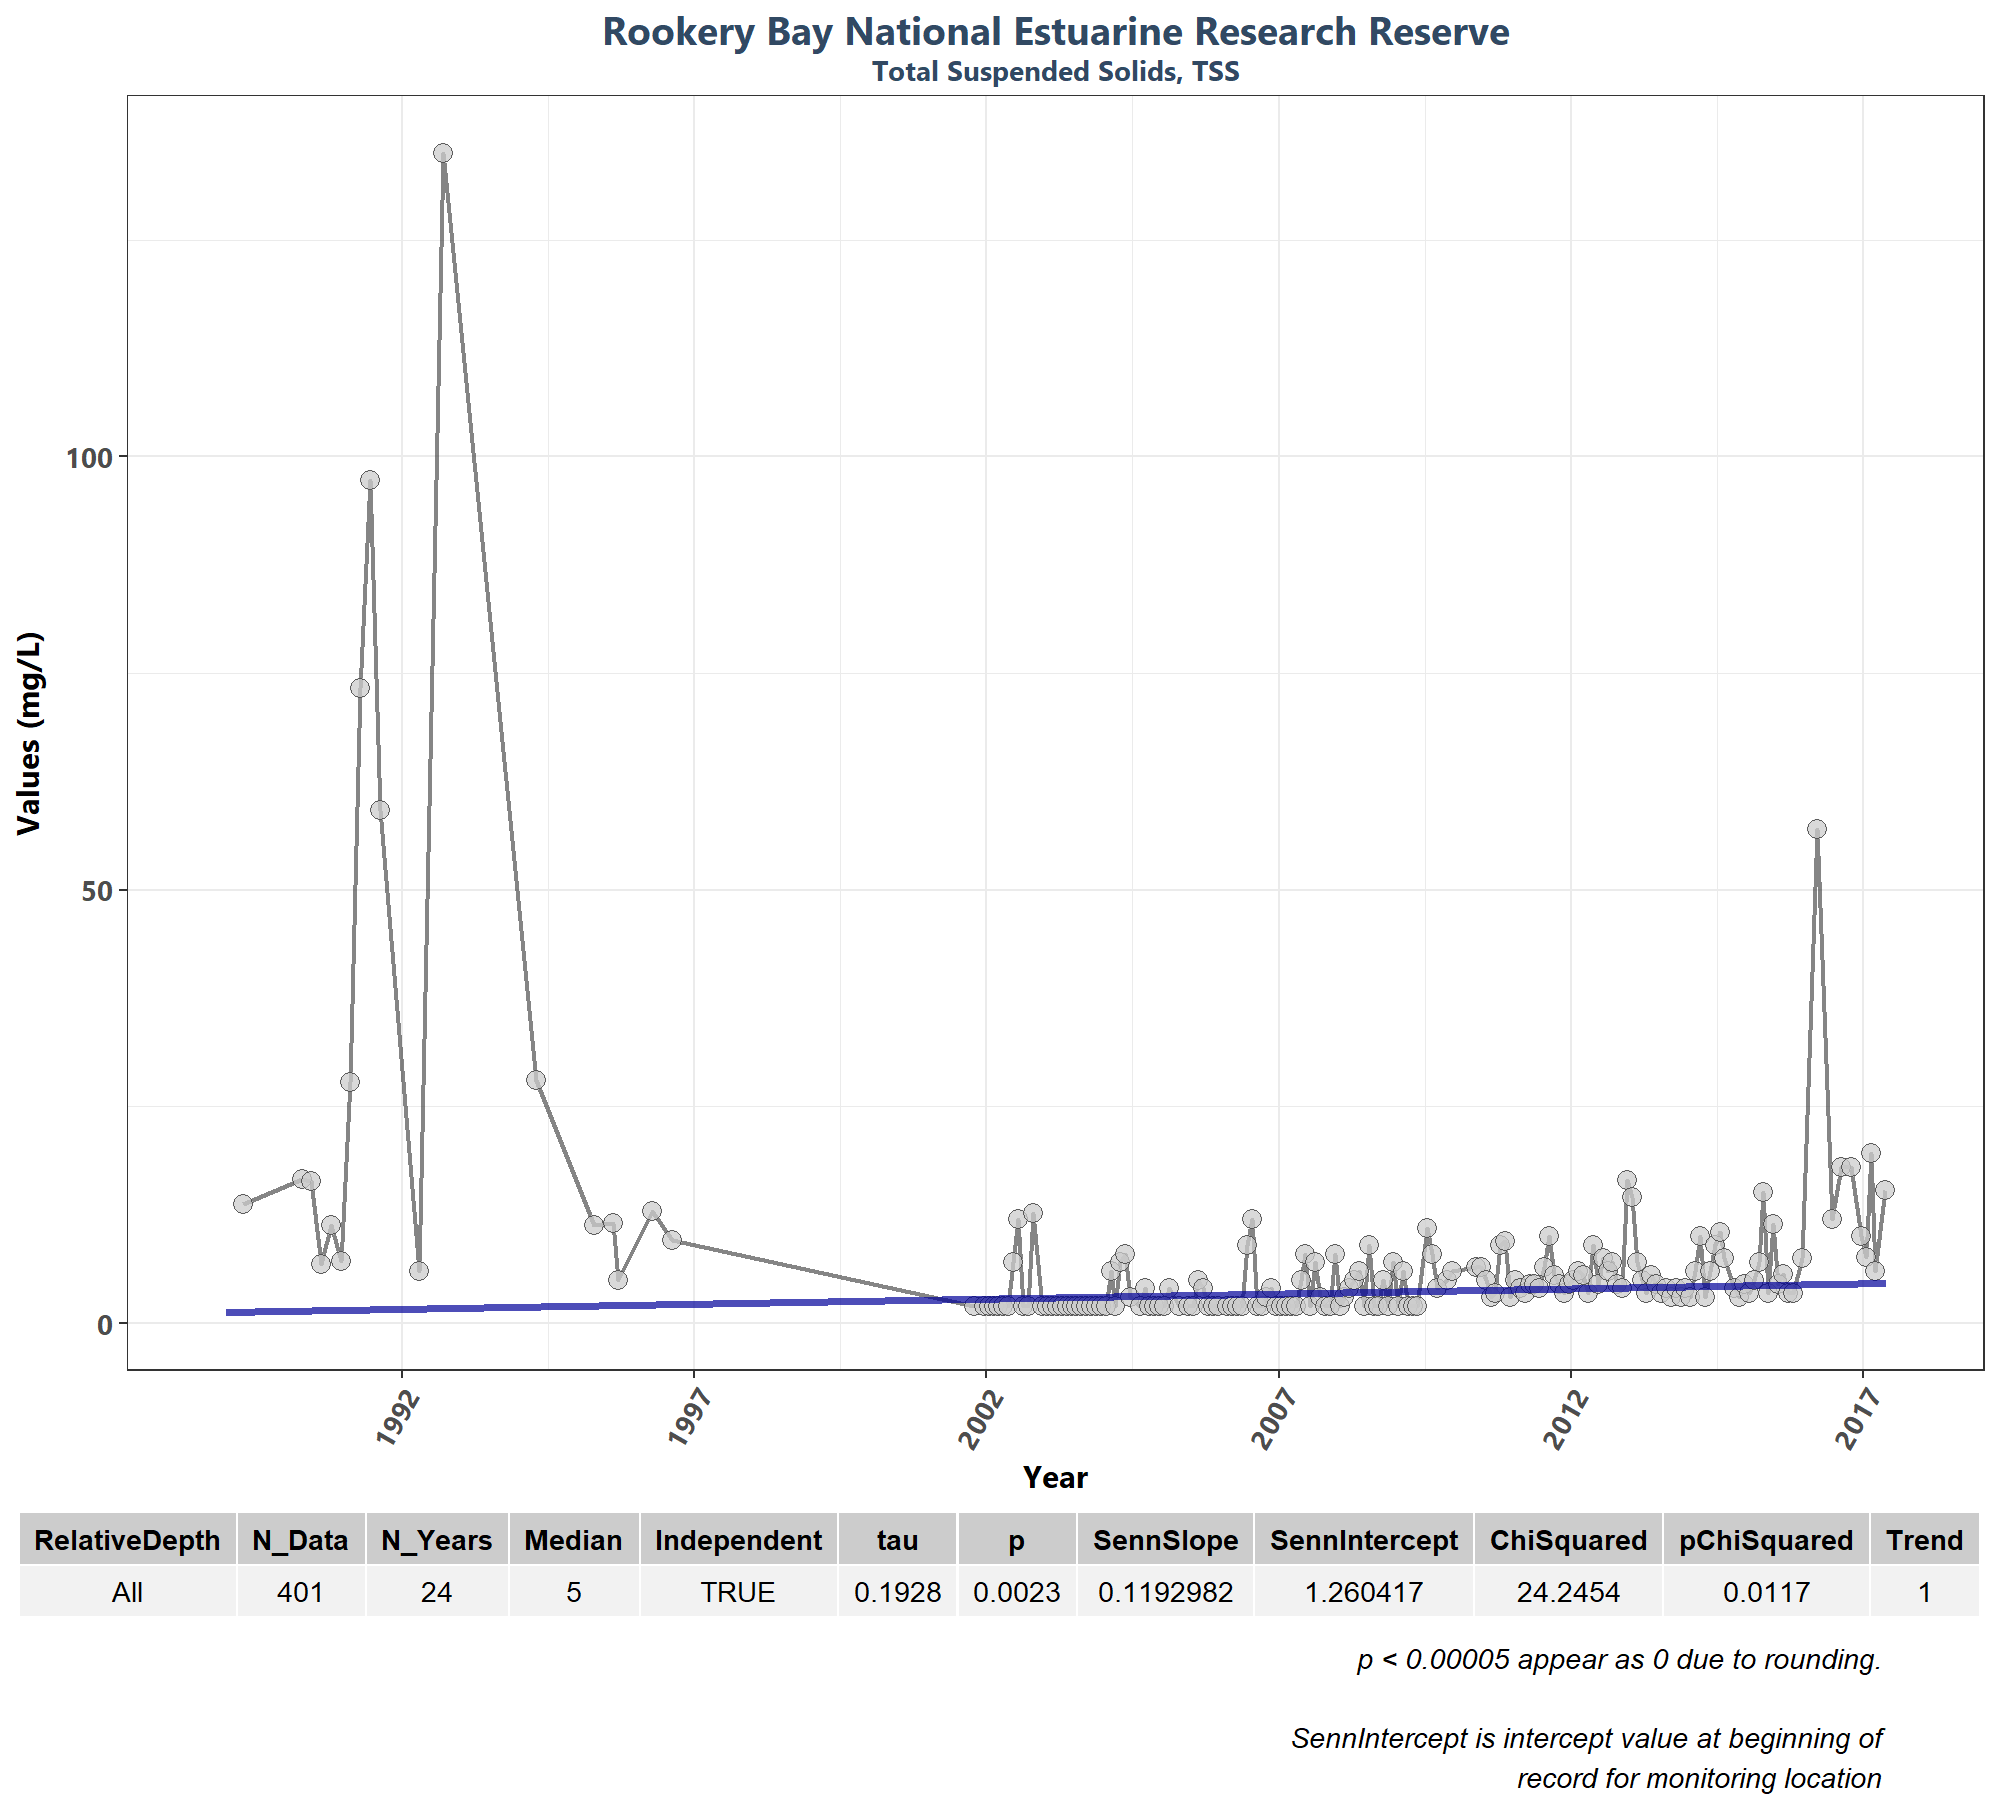 Rookery Bay National Estuarine Research Reserve
Total Suspended Solids, TSS
Values (mg/L)
100
50
0
1992
1997
2002
2007
2012
2017
Year
RelativeDepth N_Data N_Years Median Independent tau p SennSlope SennIntercept ChiSquared pChiSquared Trend
All 401 24 5 TRUE 0.1928 0.0023 0.1192982 1.260417 24.2454 0.0117 1
p < 0.00005 appear as 0 due to rounding.
SennIntercept is intercept value at beginning of
record for monitoring location